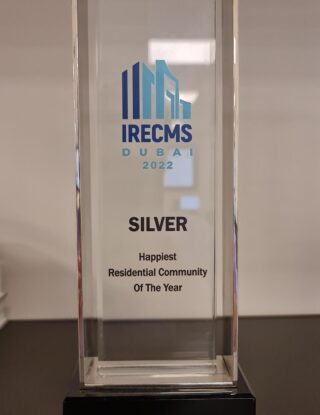 IRECMS
DUBAI
2022
SILVER
Happiest
Residential Community
Of The Year